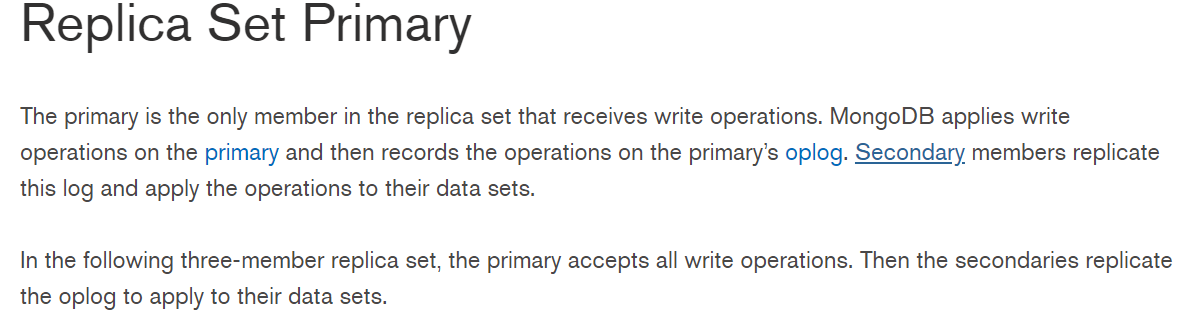 Replica Set Primary
The primary is the only member in the replica set that receives write operations. MongoDB applies write
operations on the primary and then records the operations on the primary’s oplog. Secondary members replicate
this log and apply the operations to their data sets.
In the following three-member replica set, the primary accepts all write operations. Then the secondaries replicate
the oplog to apply to their data sets.